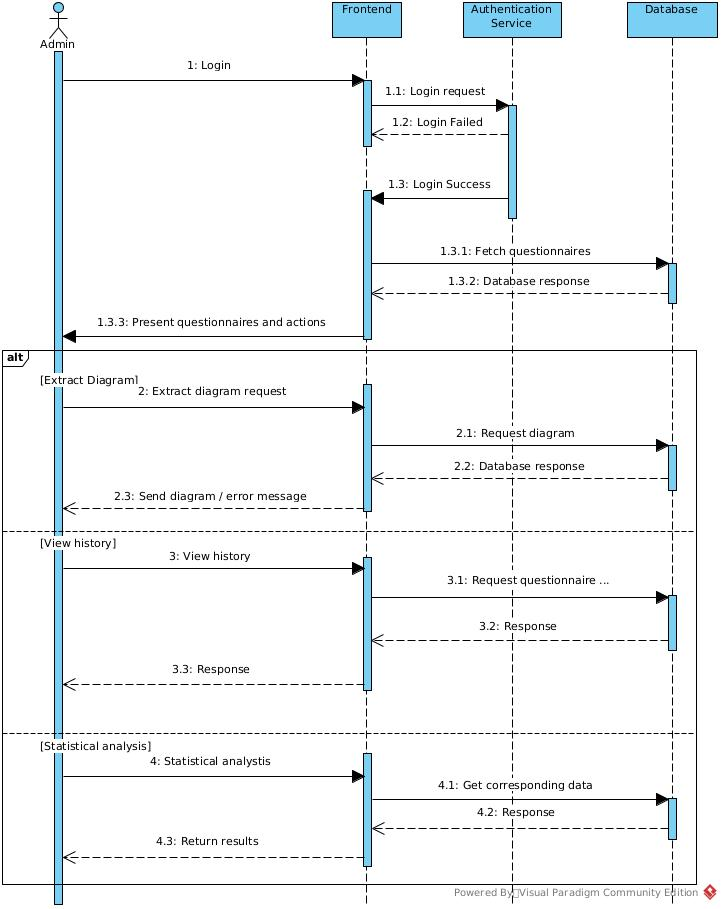 Admin
Frontend
Authentication
Service
Database
1: Login
1.1: Login request
1.2: Login Failed
1.3: Login Success
1.3.1: Fetch questionnaires
1.3.2: Database response
1.3.3: Present questionnaires and actions
alt
[Extract Diagram]
2: Extract diagram request
2.1: Request diagram
2.2: Database response
2.3: Send diagram / error message
[View history]
3: View history
3.1: Request questionnaire ...
3.2: Response
3.3: Response
[Statistical analysis]
4: Statistical analystis
4.1: Get corresponding data
4.2: Response
4.3: Return results
Powered By Visual Paradigm Community Edition